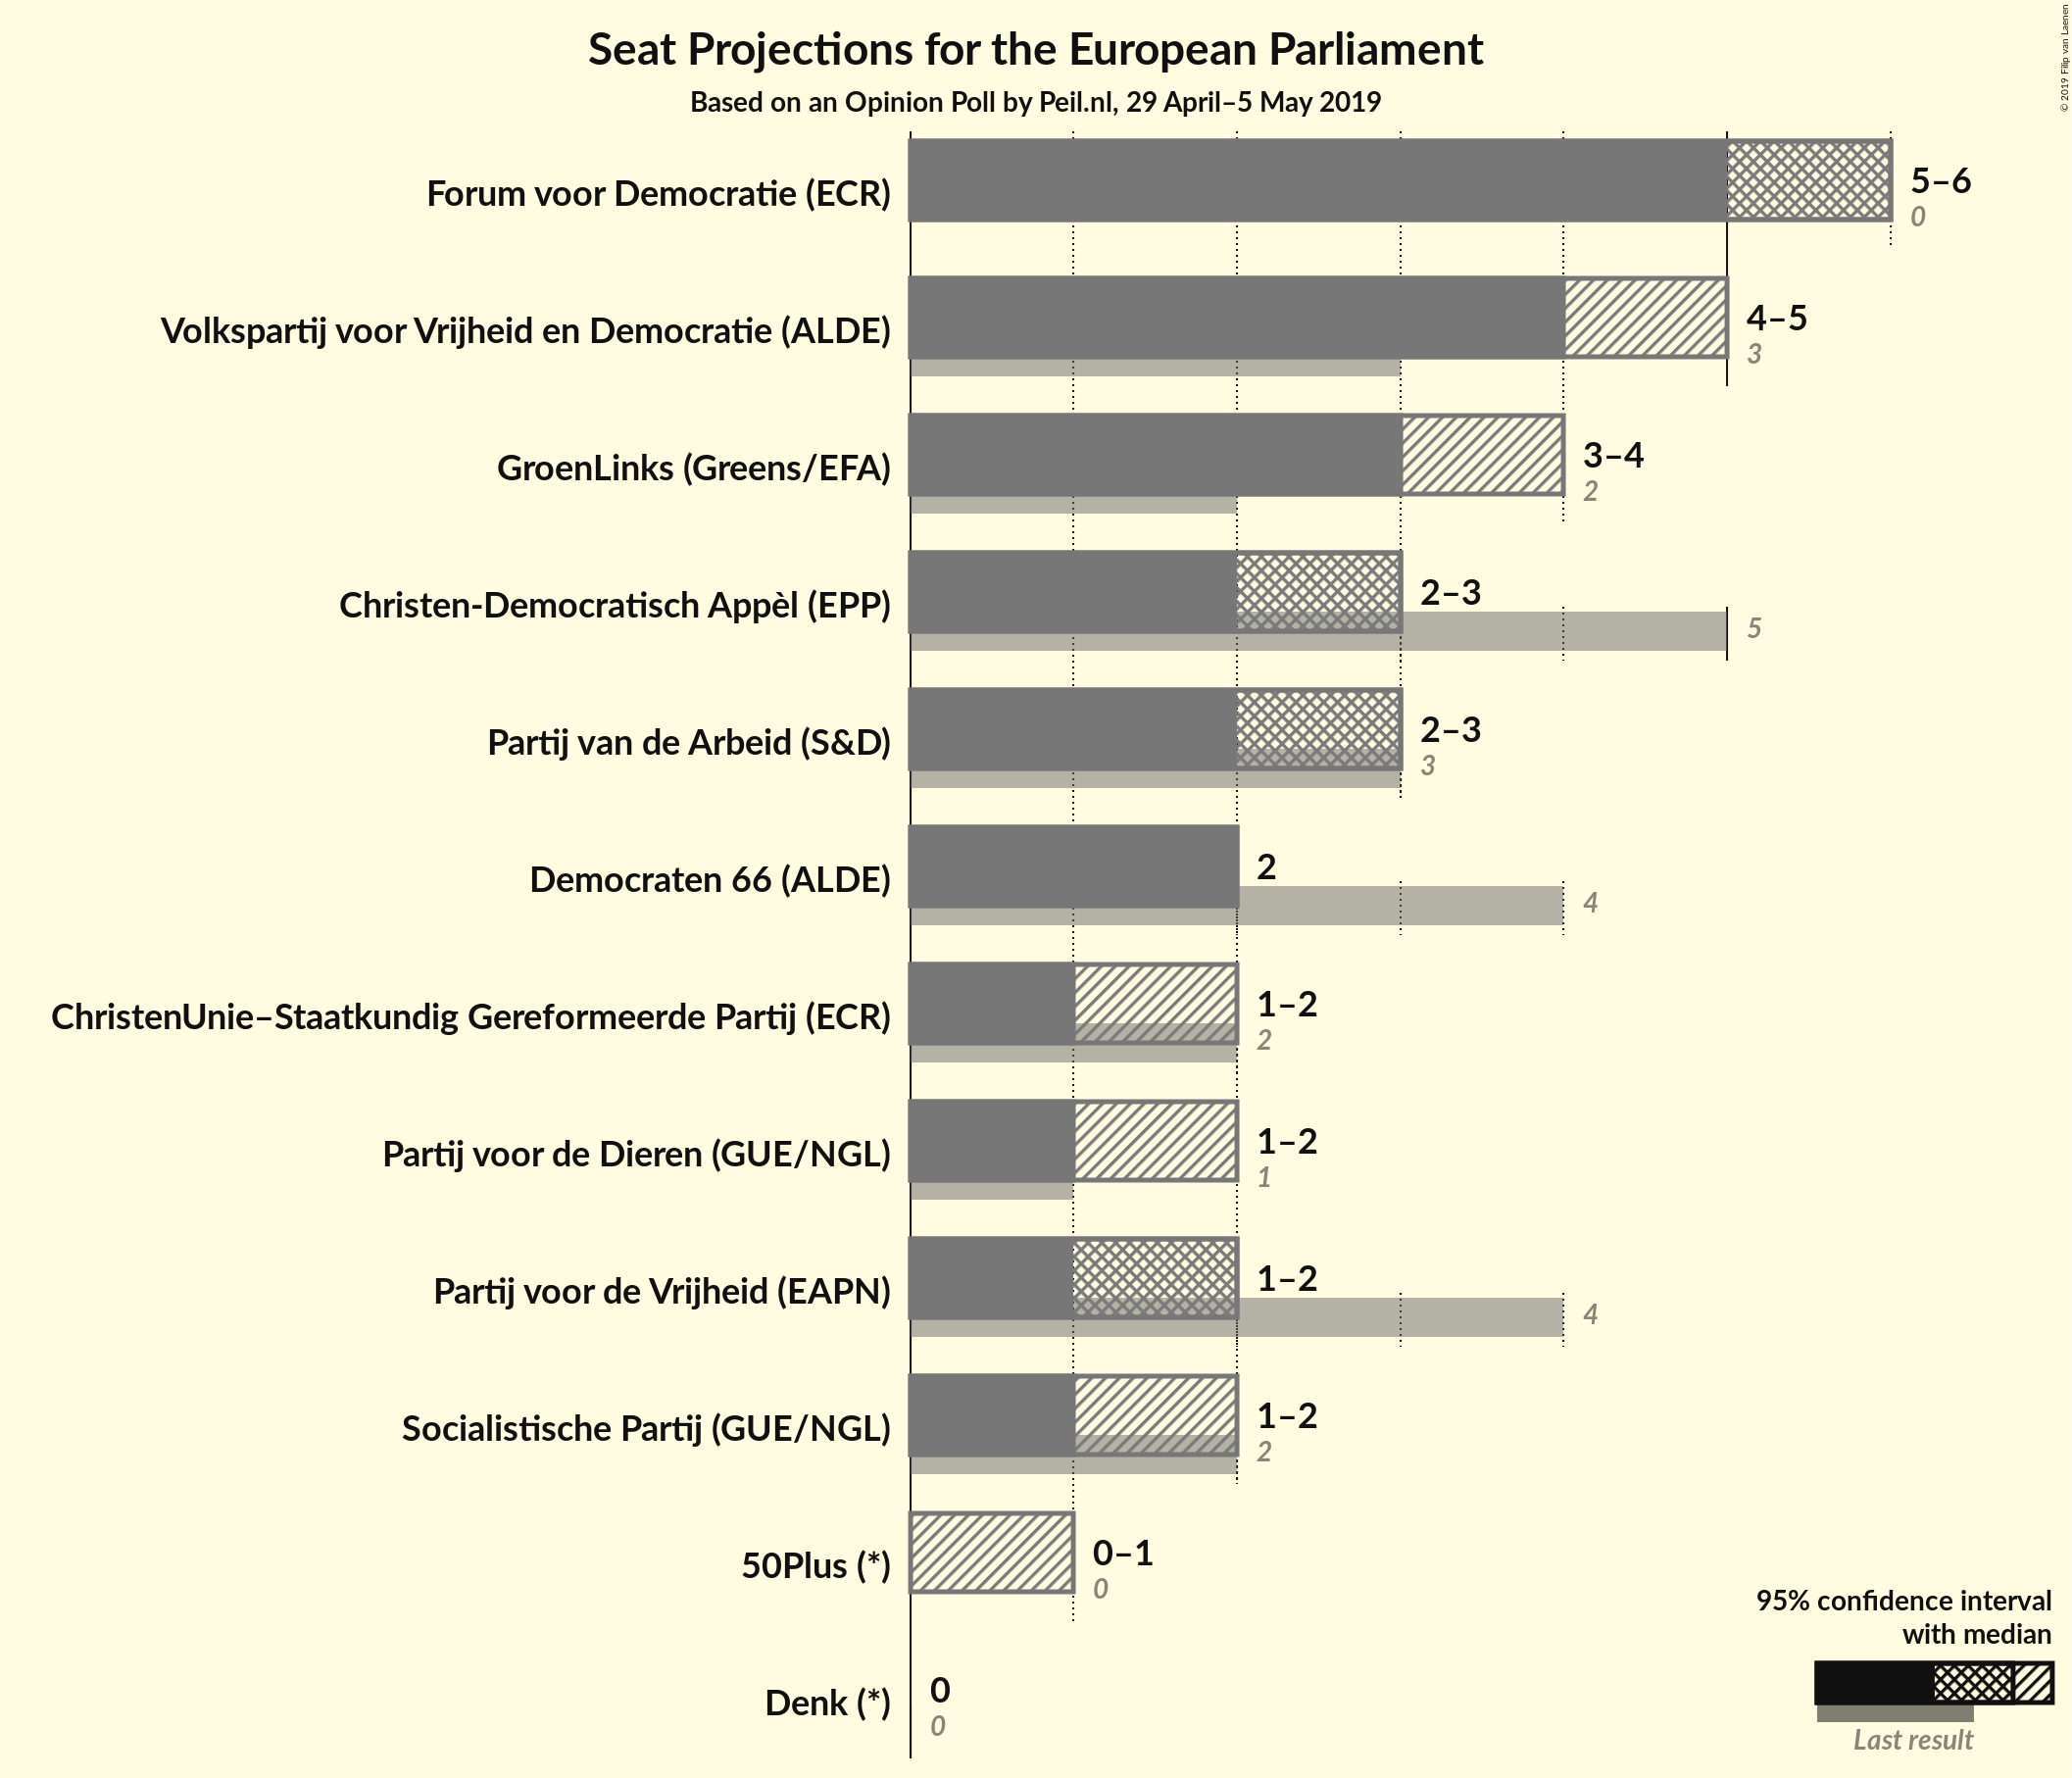 Seat Projections for the European Parliament
Based on an Opinion Poll by Peil.nl, 29 April–5 May 2019
© 2019 Filip van Laenen
Forum voor Democratie (ECR)
5–6
0
Volkspartij voor Vrijheid en Democratie (ALDE)
4–5
3
GroenLinks (Greens/EFA)
3–4
2
Christen-Democratisch Appèl (EPP)
2–3
5
Partij van de Arbeid (S&D)
2–3
3
Democraten 66 (ALDE)
2
4
ChristenUnie–Staatkundig Gereformeerde Partij (ECR)
1–2
2
Partij voor de Dieren (GUE/NGL)
1–2
1
Partij voor de Vrijheid (EAPN)
1–2
4
Socialistische Partij (GUE/NGL)
1–2
2
50Plus (*)
0–1
0
Denk (*)
0
0
95% confidence interval
with median
Last result